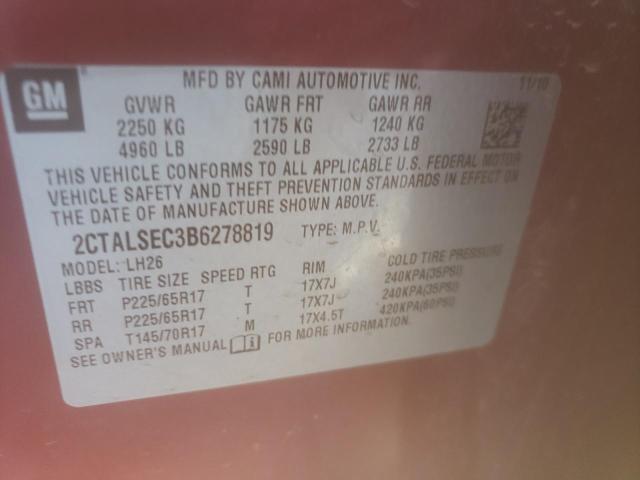 GM
MFD BY CAMI AUTOMOTIVE INC. 11/10
GVWR GAWR FRT GAWR RR
2250 KG 1175 KG 1240 KG
4960 LB 2590 LB 2733 LB
THIS VEHICLE CONFORMS TO ALL APPLICABLE U.S. FEDERAL MOTOR
VEHICLE SAFETY AND THEFT PREVENTION STANDARDS IN EFFECT ON
THE DATE OF MANUFACTURE SHOWN ABOVE.
2CTALSEC3B6278819 TYPE: M.P.V.
MODEL: LH26
LBBS TIRE SIZE SPEED RTG RIM COLD TIRE PRESSURE
FRT P225/65R17 T 17X7J 240KPA(35PSI)
RR P225/65R17 T 17X7J 240KPA(35PSI)
SPA T145/70R17 M 17X4.5T 420KPA(60PSI)
SEE OWNER'S MANUAL FOR MORE INFORMATION.